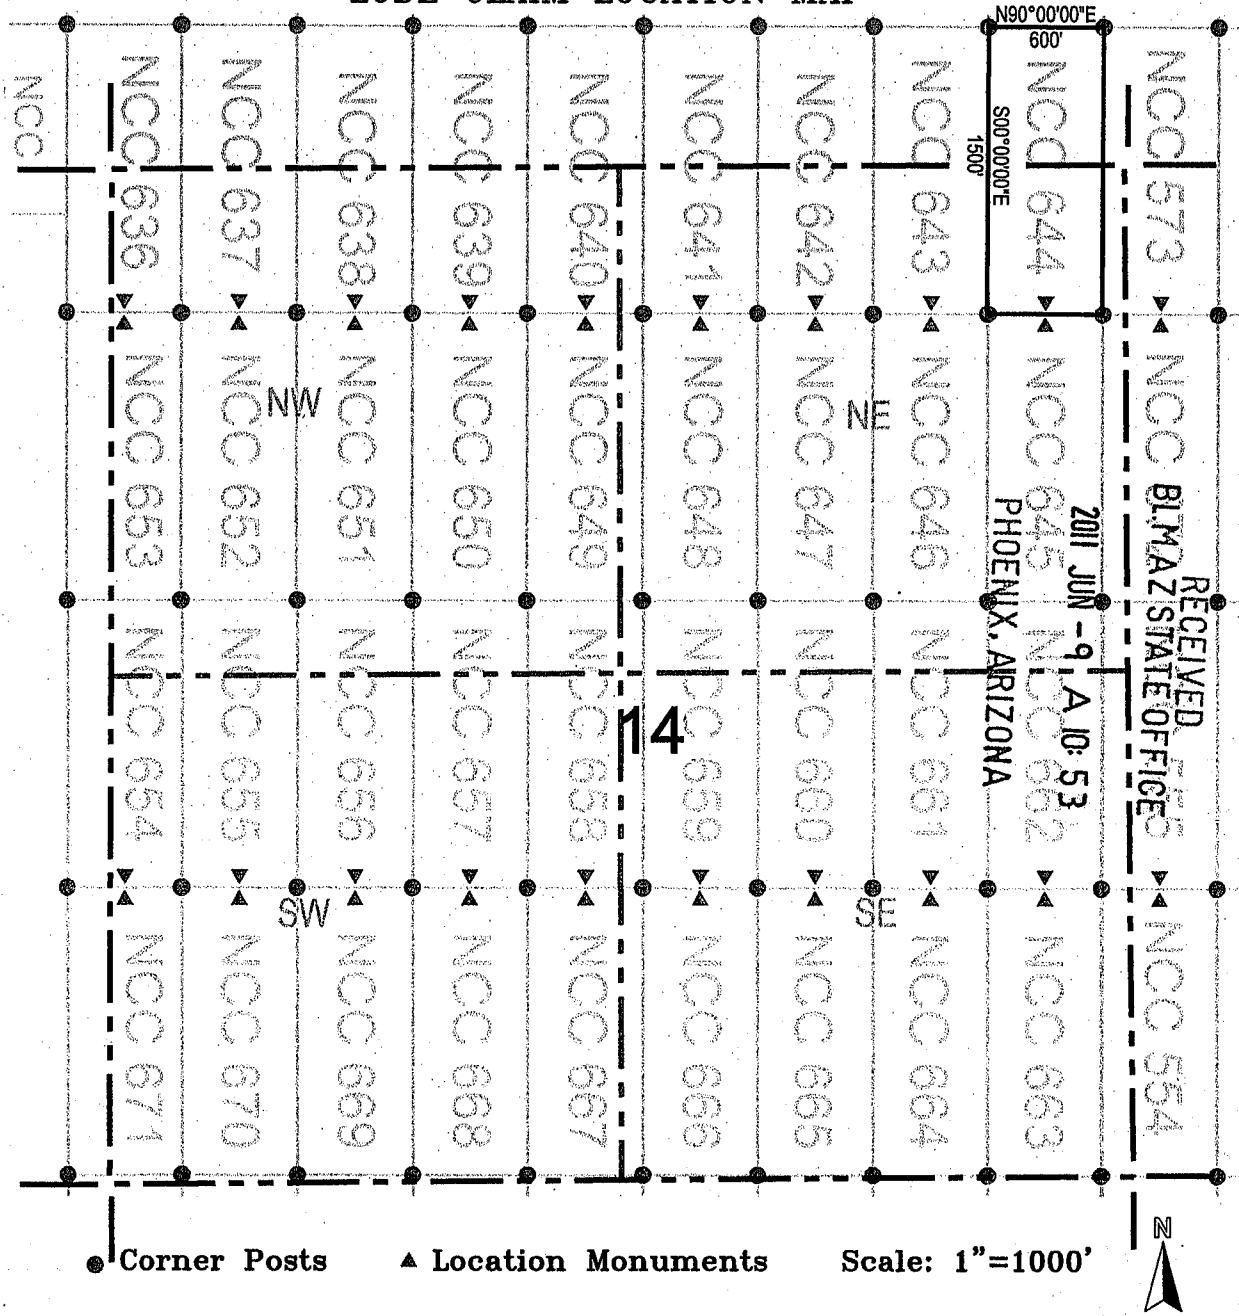 LODE CLAIM LOCATION MAP
N90°00'00"E
600'
S00°00'00"E
1500'
NCC
NCC 636
NCC 637
NCC 638
NCC 639
NCC 640
NCC 641
NCC 642
NCC 643
NCC 644
NCC 573
NW
NE
NCC 653
NCC 652
NCC 651
NCC 650
NCC 649
NCC 648
NCC 647
NCC 646
NCC 645
NCC
RECEIVED
BLM AZ STATE OFFICE
2011 JUN -9 A 10:53
PHOENIX, ARIZONA
14
NCC 654
NCC 655
NCC 656
NCC 657
NCC 658
NCC 659
NCC 660
NCC 661
NCC 662
SW
SE
NCC 671
NCC 670
NCC 669
NCC 668
NCC 667
NCC 666
NCC 665
NCC 664
NCC 663
NCC 554
Corner Posts
Location Monuments
Scale: 1"=1000'
N